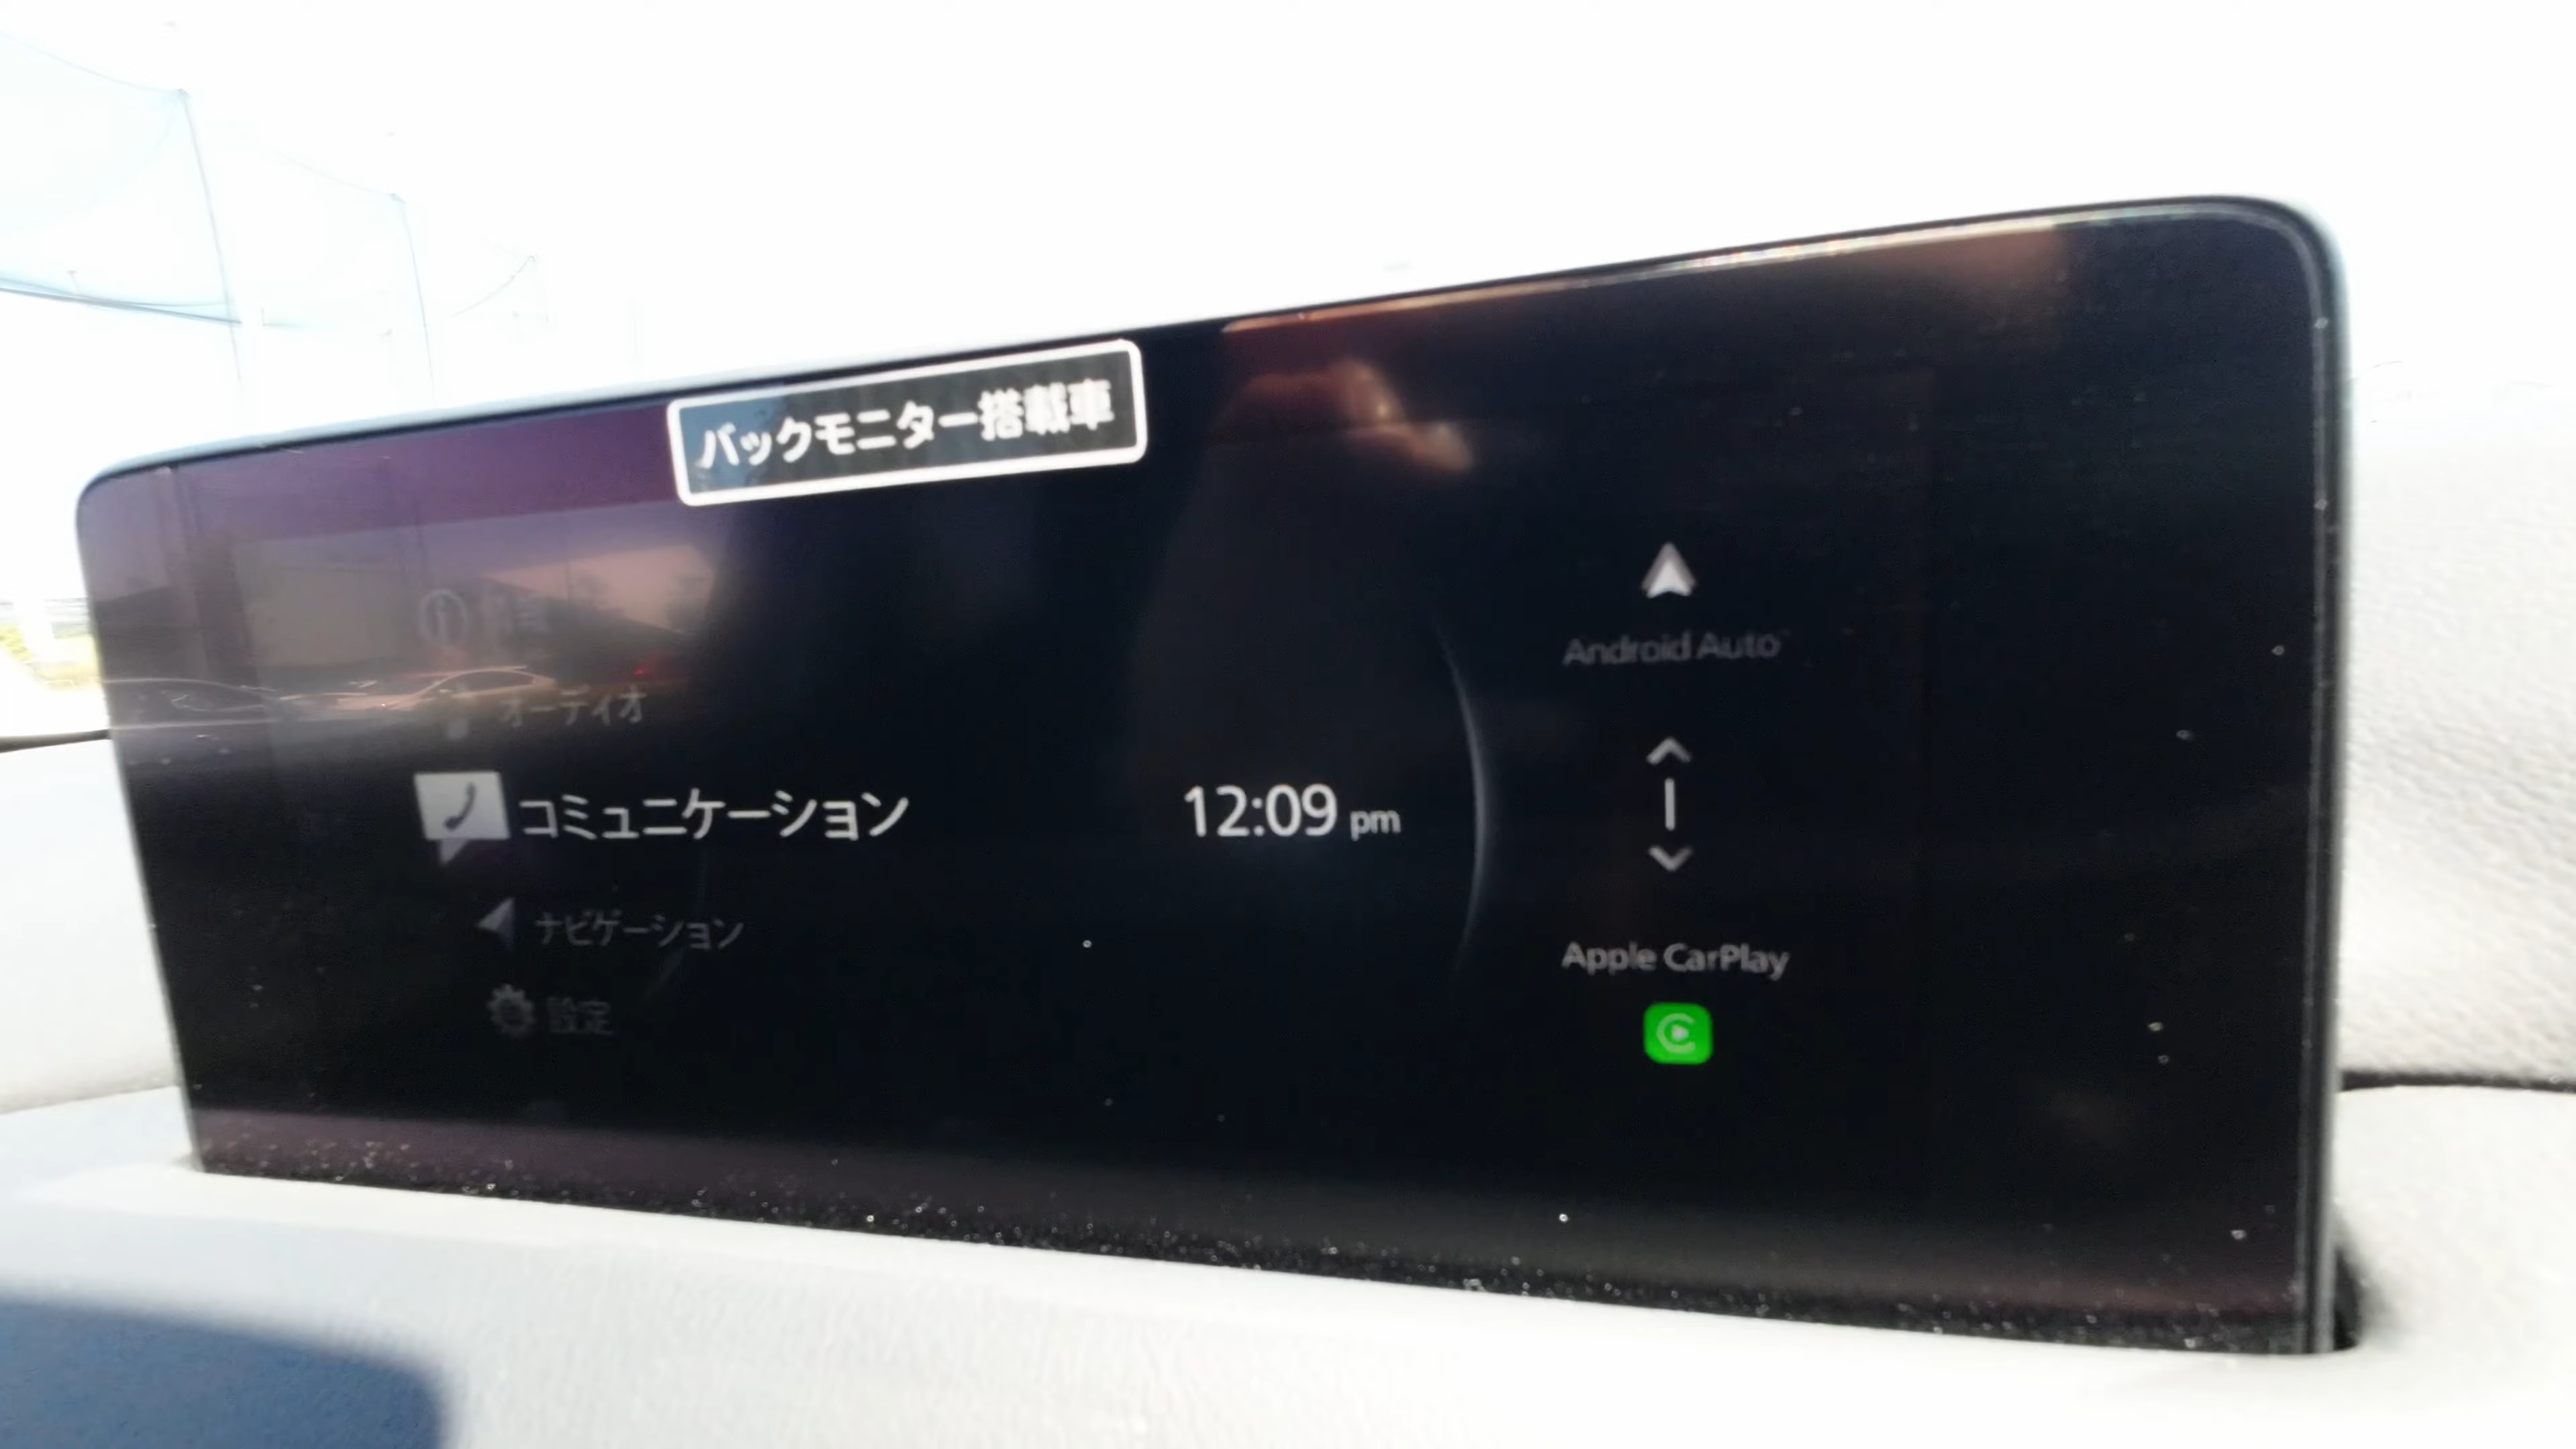 バックモニター搭載車
情報
オーディオ
コミュニケーション
ナビゲーション
設定
12:09 pm
Android Auto
Apple CarPlay